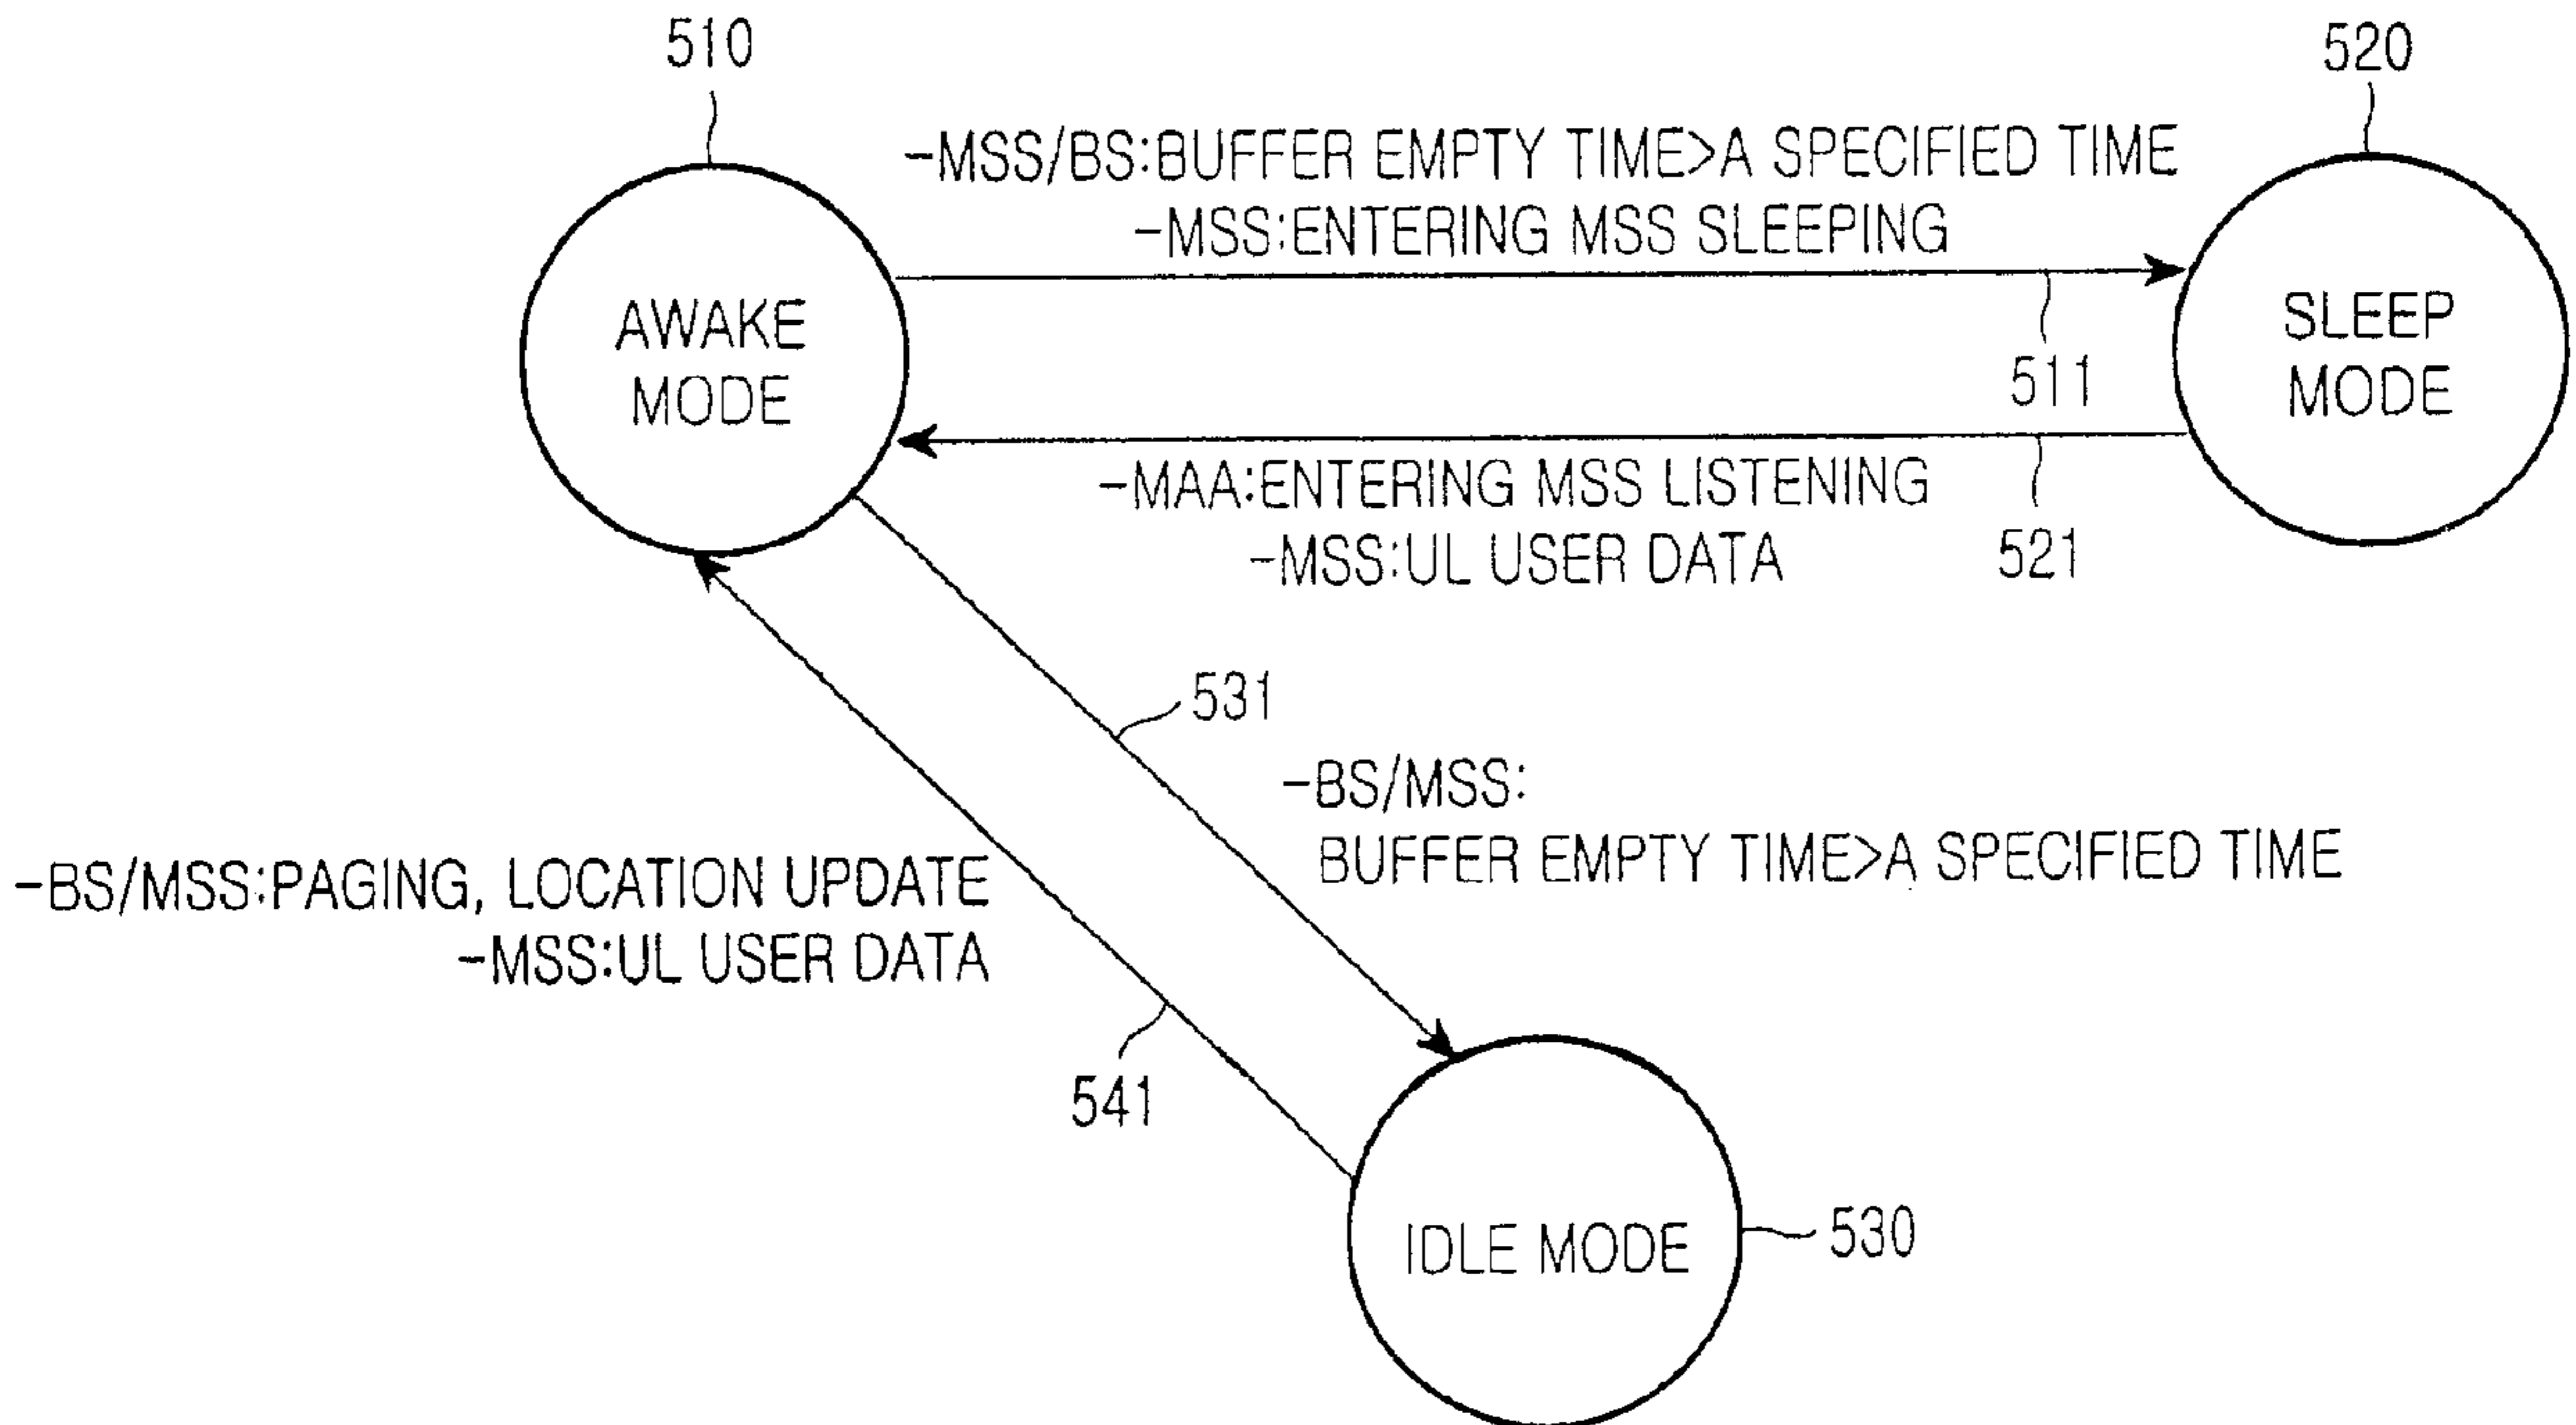 510
520
-MSS/BS:BUFFER EMPTY TIME>A SPECIFIED TIME
-MSS:ENTERING MSS SLEEPING
AWAKE
MODE
SLEEP
MODE
511
-MAA:ENTERING MSS LISTENING
-MSS:UL USER DATA
521
531
-BS/MSS:
BUFFER EMPTY TIME>A SPECIFIED TIME
-BS/MSS:PAGING, LOCATION UPDATE
-MSS:UL USER DATA
541
IDLE MODE
530